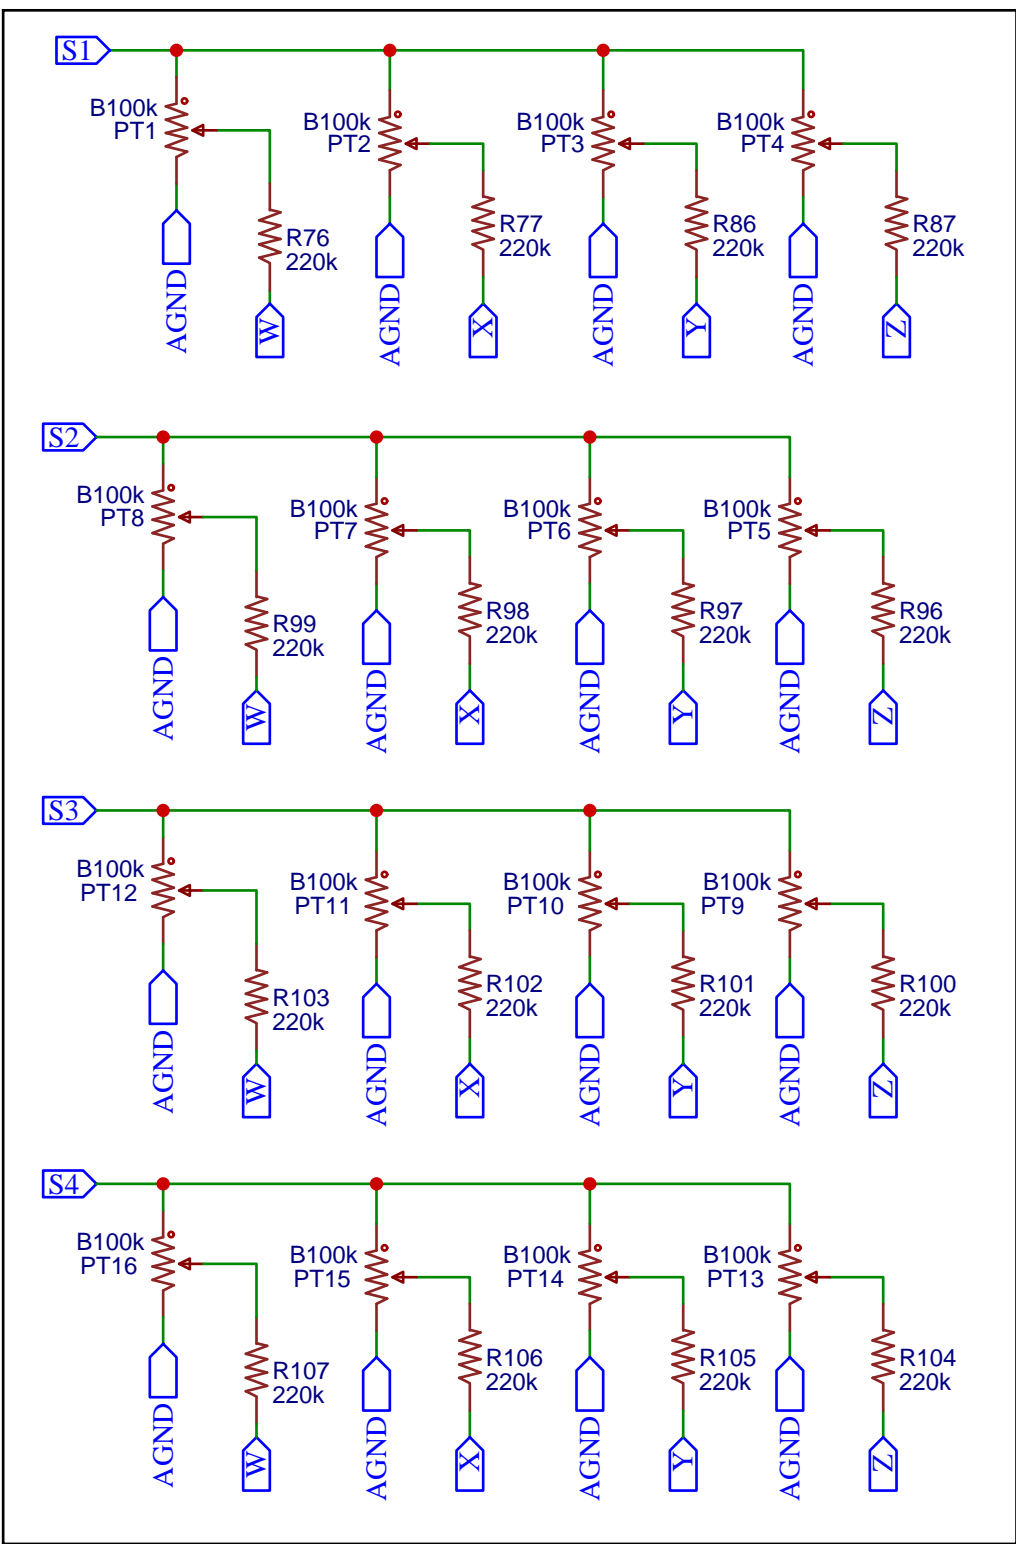 S1
B100k
PT1
B100k
PT2
B100k
PT3
B100k
PT4
R76
220k
R77
220k
R86
220k
R87
220k
AGND
W
AGND
X
AGND
Y
AGND
Z
S2
B100k
PT8
B100k
PT7
B100k
PT6
B100k
PT5
R99
220k
R98
220k
R97
220k
R96
220k
AGND
W
AGND
X
AGND
Y
AGND
Z
S3
B100k
PT12
B100k
PT11
B100k
PT10
B100k
PT9
R103
220k
R102
220k
R101
220k
R100
220k
AGND
W
AGND
X
AGND
Y
AGND
Z
S4
B100k
PT16
B100k
PT15
B100k
PT14
B100k
PT13
R107
220k
R106
220k
R105
220k
R104
220k
AGND
W
AGND
X
AGND
Y
AGND
Z